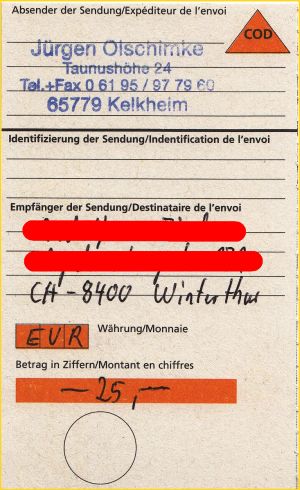 Absender der Sendung/Expéditeur de l'envoi
COD
Jürgen Olschimke
Taunushöhe 24
Tel.+Fax 0 61 95 / 97 79 60
65779 Kelkheim
Identifizierung der Sendung/Indentification de l'envoi
Empfänger der Sendung/Destinataire de l'envoi
CH-8400 Winterthur
EUR Währung/Monnaie
Betrag in Ziffern/Montant en chiffres
— 25,—